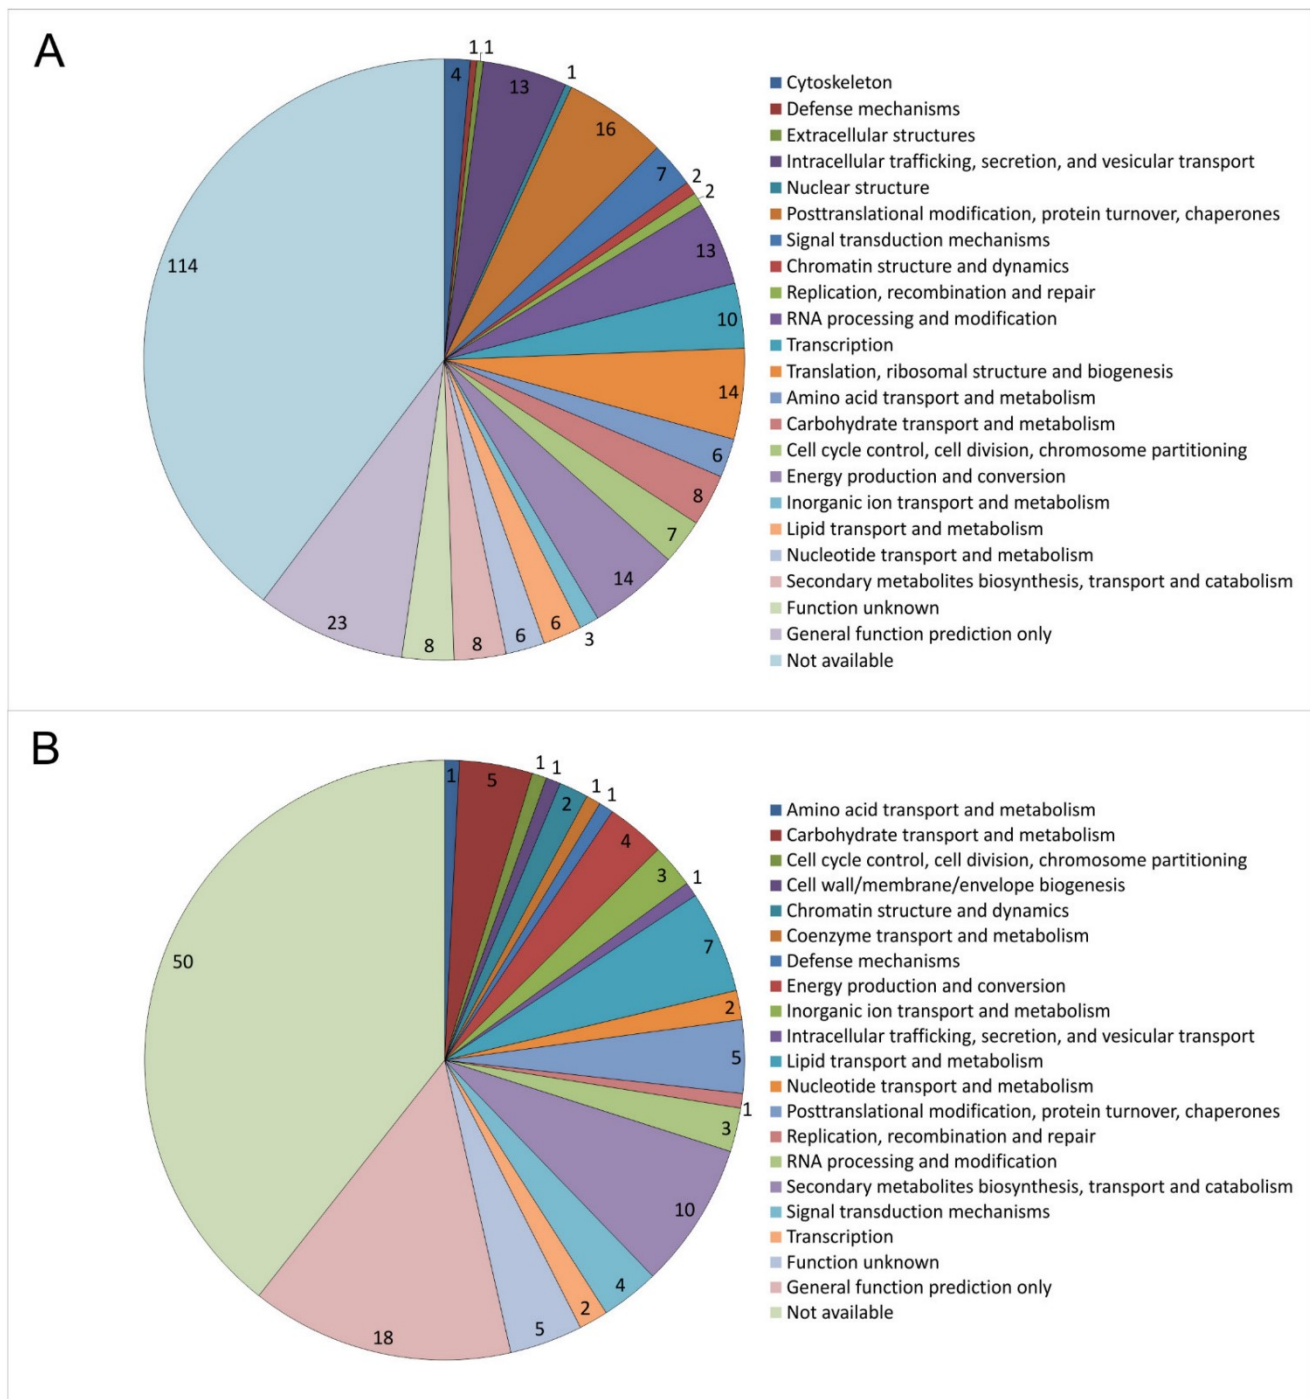 A
4
1
1
13
1
16
7
2
2
13
10
14
6
8
7
14
3
6
6
8
8
23
114
Cytoskeleton
Defense mechanisms
Extracellular structures
Intracellular trafficking, secretion, and vesicular transport
Nuclear structure
Posttranslational modification, protein turnover, chaperones
Signal transduction mechanisms
Chromatin structure and dynamics
Replication, recombination and repair
RNA processing and modification
Transcription
Translation, ribosomal structure and biogenesis
Amino acid transport and metabolism
Carbohydrate transport and metabolism
Cell cycle control, cell division, chromosome partitioning
Energy production and conversion
Inorganic ion transport and metabolism
Lipid transport and metabolism
Nucleotide transport and metabolism
Secondary metabolites biosynthesis, transport and catabolism
Function unknown
General function prediction only
Not available
B
1
5
1
1
2
1
1
4
3
1
7
2
5
1
3
10
4
2
5
18
50
Amino acid transport and metabolism
Carbohydrate transport and metabolism
Cell cycle control, cell division, chromosome partitioning
Cell wall/membrane/envelope biogenesis
Chromatin structure and dynamics
Coenzyme transport and metabolism
Defense mechanisms
Energy production and conversion
Inorganic ion transport and metabolism
Intracellular trafficking, secretion, and vesicular transport
Lipid transport and metabolism
Nucleotide transport and metabolism
Posttranslational modification, protein turnover, chaperones
Replication, recombination and repair
RNA processing and modification
Secondary metabolites biosynthesis, transport and catabolism
Signal transduction mechanisms
Transcription
Function unknown
General function prediction only
Not available